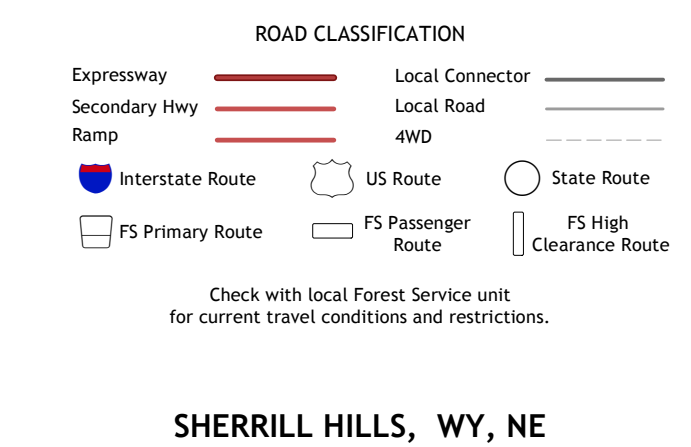 ROAD CLASSIFICATION
Expressway
Local Connector
Secondary Hwy
Local Road
Ramp
4WD
Interstate Route
US Route
State Route
FS Primary Route
FS Passenger
Route
FS High
Clearance Route
Check with local Forest Service unit
for current travel conditions and restrictions.
SHERRILL HILLS,  WY, NE